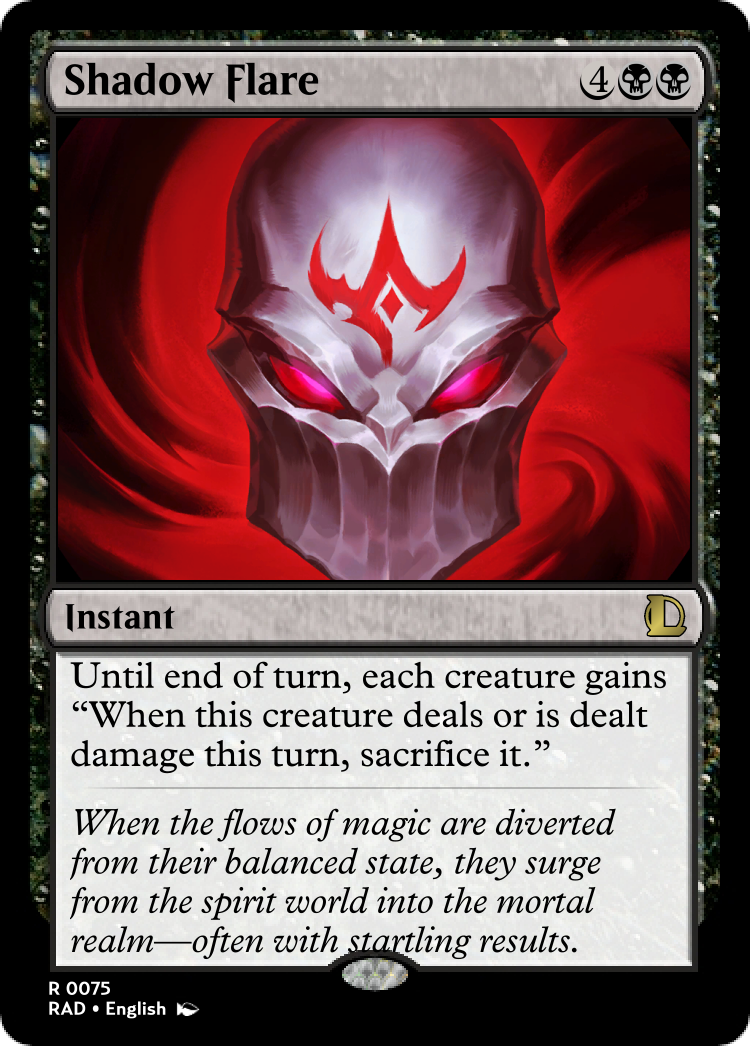 Shadow Flare 4
Instant
Until end of turn, each creature gains
“When this creature deals or is dealt
damage this turn, sacrifice it.”
When the flows of magic are diverted
from their balanced state, they surge
from the spirit world into the mortal
realm—often with startling results.
R 0075
RAD • English